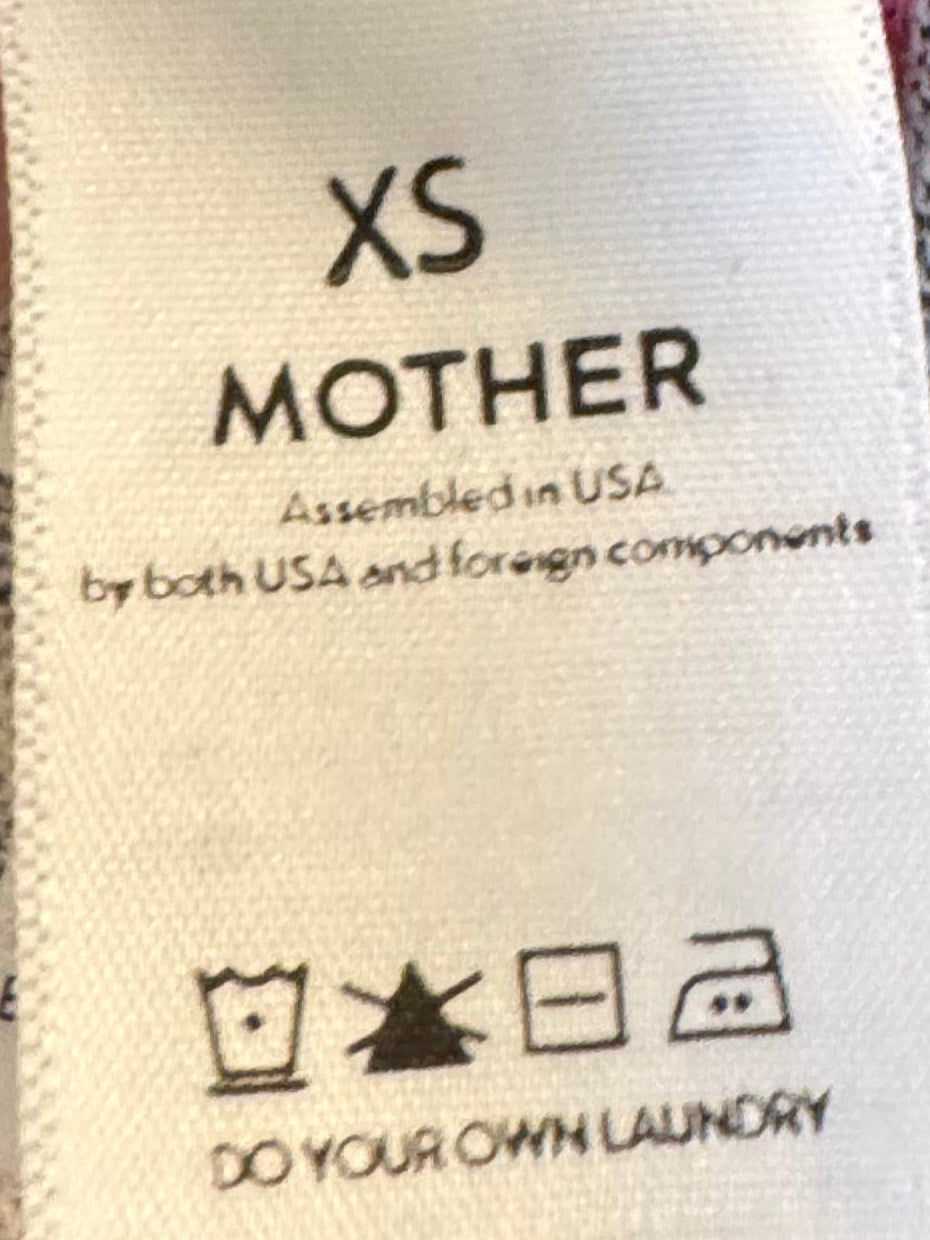 XS
MOTHER
Assembled in USA
by both USA and foreign components
DO YOUR OWN LAUNDRY